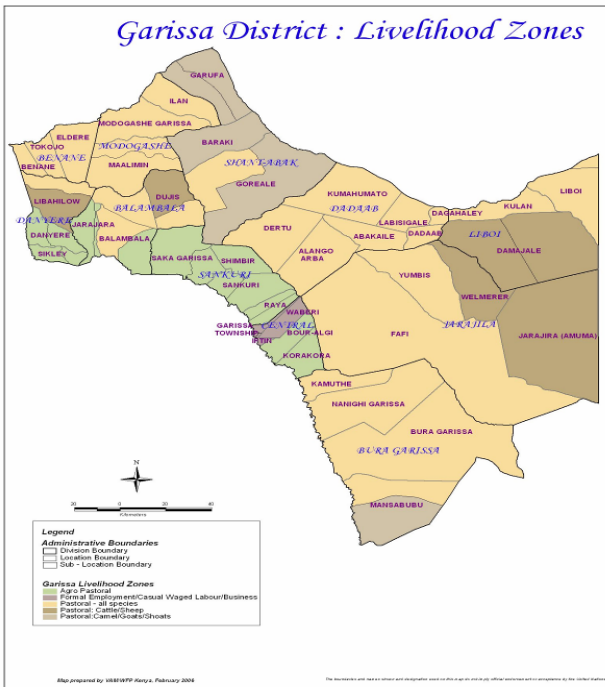 Garissa District : Livelihood Zones
GARUFA
ILAN
MODOGASHE GARISSA
ELDERE
TOKOJO
BENANE
BENANE
MODOGASHE
MAALIMIN
BARAKI
SHANTABAK
GOREALE
LIBOI
KULAN
KUMAHUMATO
DADAAB
DAGAHALEY
LABISIGALE
DADAAB
ABAKAILE
LIBOI
DAMAJALE
LIBAHILOW
DUJIS
BALAMBALA
DANYERE
JARAJARA
DANYERE
BALAMBALA
SIKLEY
DERTU
ALANGO
ARBA
SAKA GARISSA
SHIMBIR
SANKURI
SANKURI
YUMBIS
WELMERER
RAYA
WABERI
GARISSA
TOWNSHIP
CENTRAL
BOUR-ALGI
IFTIN
KORAKORA
FAFI
JARAJILA
JARAJIRA (AMUMA)
KAMUTHE
NANIGHI GARISSA
BURA GARISSA
BURA GARISSA
MANSABUBU
N
20 0 20 40
Kilometers
Legend
Administrative Boundaries
Division Boundary
Location Boundary
Sub - Location Boundary
Garissa Livelihood Zones
Agro Pastoral
Formal Employment/Casual Waged Labour/Business
Pastoral - all species
Pastoral: Cattle/Sheep
Pastoral:Camel/Goats/Shoats
Map prepared by VAM/WFP Kenya, February 2006